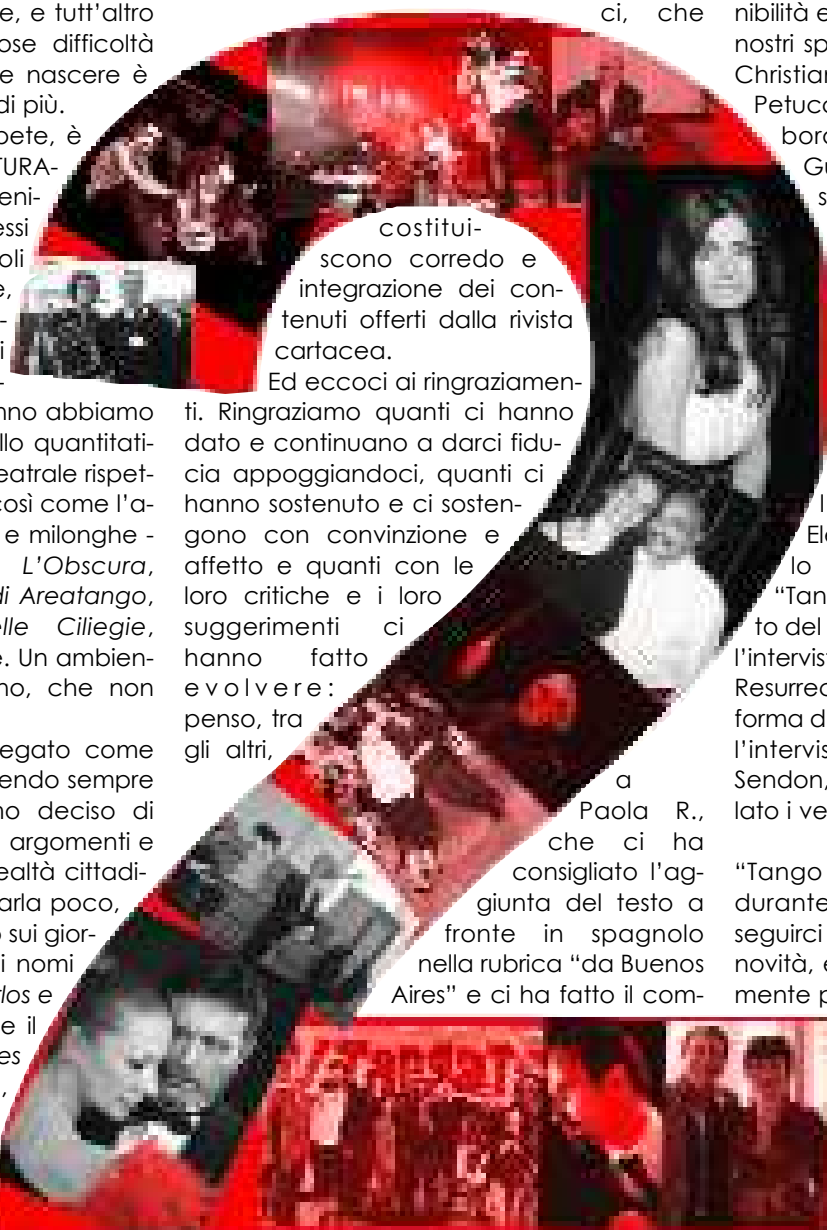 e, e tutt’altro
ose difficoltà
e nascere è
di più.
pete, è
TURA-
eni-
essi
oli
e,
-
i
-
nno abbiamo
llo quantitati-
eatrale rispet-
così come l’a-
e milonghe -
L’Obscura,
di Areatango,
elle Ciliegie,
e. Un ambien-
no, che non
egato come
endo sempre
no deciso di
argomenti e
ealtà cittadi-
arla poco,
o sui gior-
i nomi
rlos e
e il
es
,
ci, che
costitui-
scono corredo e
integrazione dei con-
tenuti offerti dalla rivista
cartacea.
Ed eccoci ai ringraziamen-
ti. Ringraziamo quanti ci hanno
dato e continuano a darci fidu-
cia appoggiandoci, quanti ci
hanno sostenuto e ci sosten-
gono con convinzione e
affetto e quanti con le
loro critiche e i loro
suggerimenti ci
hanno fatto
evolvere:
penso, tra
gli altri,
a
Paola R.,
che ci ha
consigliato l’ag-
giunta del testo a
fronte in spagnolo
nella rubrica “da Buenos
Aires” e ci ha fatto il com-
nibilità e
nostri sp
Christian
Petucc
bora
Gu
s
l
Ele
lo
“Tan
to del
l’intervist
Resurrec
forma d
l’intervis
Sendon,
lato i ve
“Tango
durante
seguirci
novità, e
mente p